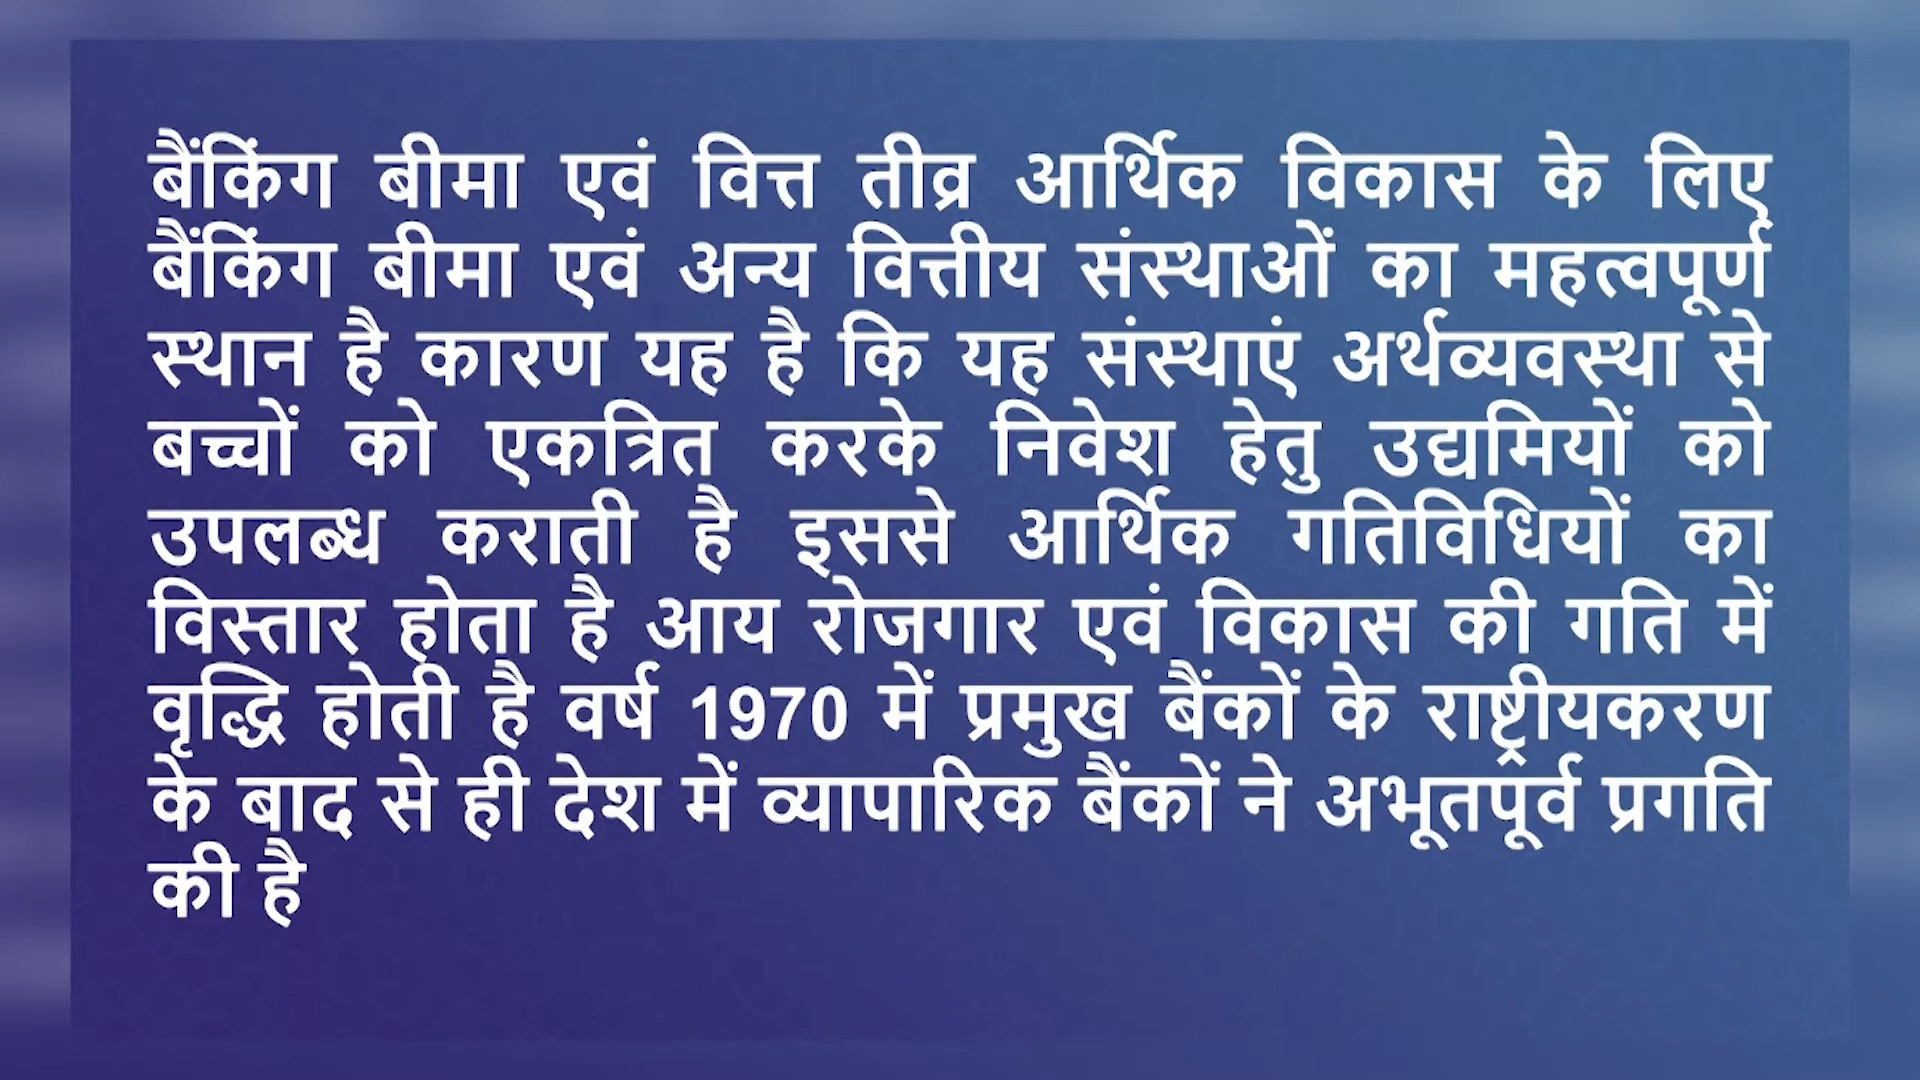 बैंकिंग बीमा एवं वित्त तीव्र आर्थिक विकास के लिए
बैंकिंग बीमा एवं अन्य वित्तीय संस्थाओं का महत्वपूर्ण
स्थान है कारण यह है कि यह संस्थाएं अर्थव्यवस्था से
बच्चों को एकत्रित करके निवेश हेतु उद्यमियों को
उपलब्ध कराती है इससे आर्थिक गतिविधियों का
विस्तार होता है आय रोजगार एवं विकास की गति में
वृद्धि होती है वर्ष 1970 में प्रमुख बैंकों के राष्ट्रीयकरण
के बाद से ही देश में व्यापारिक बैंकों ने अभूतपूर्व प्रगति
की है